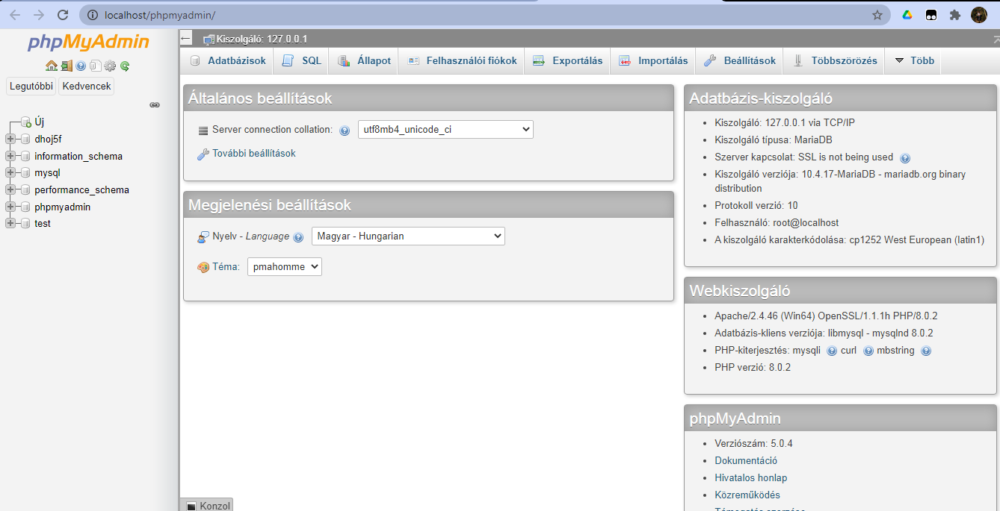 localhost/phpmyadmin/
phpMyAdmin
Legutóbbi Kedvencek
Új
dhoj5f
information_schema
mysql
performance_schema
phpmyadmin
test
Kiszolgáló: 127.0.0.1
Adatbázisok SQL Állapot Felhasználói fiókok Exportálás Importálás Beállítások Többszörözés Több
Általános beállítások
Server connection collation: utf8mb4_unicode_ci
További beállítások
Megjelenési beállítások
Nyelv - Language Magyar - Hungarian
Téma: pmahomme
Adatbázis-kiszolgáló
Kiszolgáló: 127.0.0.1 via TCP/IP
Kiszolgáló típusa: MariaDB
Szerver kapcsolat: SSL is not being used
Kiszolgáló verziója: 10.4.17-MariaDB - mariadb.org binary
distribution
Protokoll verzió: 10
Felhasználó: root@localhost
A kiszolgáló karakterkódolása: cp1252 West European (latin1)
Webkiszolgáló
Apache/2.4.46 (Win64) OpenSSL/1.1.1h PHP/8.0.2
Adatbázis-kliens verziója: libmysql - mysqlnd 8.0.2
PHP-kiterjesztés: mysqli curl mbstring
PHP verzió: 8.0.2
phpMyAdmin
Verziószám: 5.0.4
Dokumentáció
Hivatalos honlap
Közreműködés
Konzol